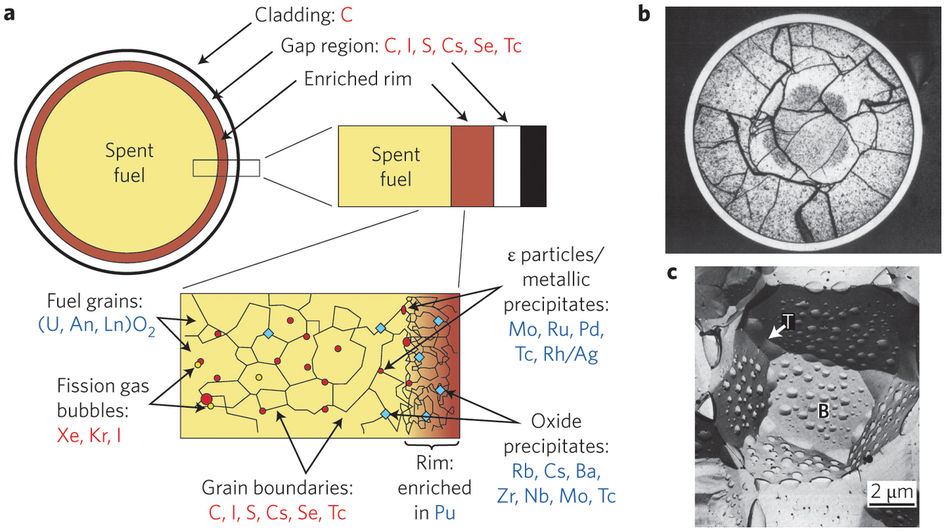 a
Cladding: C
Gap region: C, I, S, Cs, Se, Tc
Enriched rim
Spent
fuel
Spent
fuel
Fuel grains:
(U, An, Ln)O₂
Fission gas
bubbles:
Xe, Kr, I
Grain boundaries:
C, I, S, Cs, Se, Tc
Rim:
enriched
in Pu
ε particles/
metallic
precipitates:
Mo, Ru, Pd,
Tc, Rh/Ag
Oxide
precipitates:
Rb, Cs, Ba,
Zr, Nb, Mo, Tc
b
c
T
B
2 μm